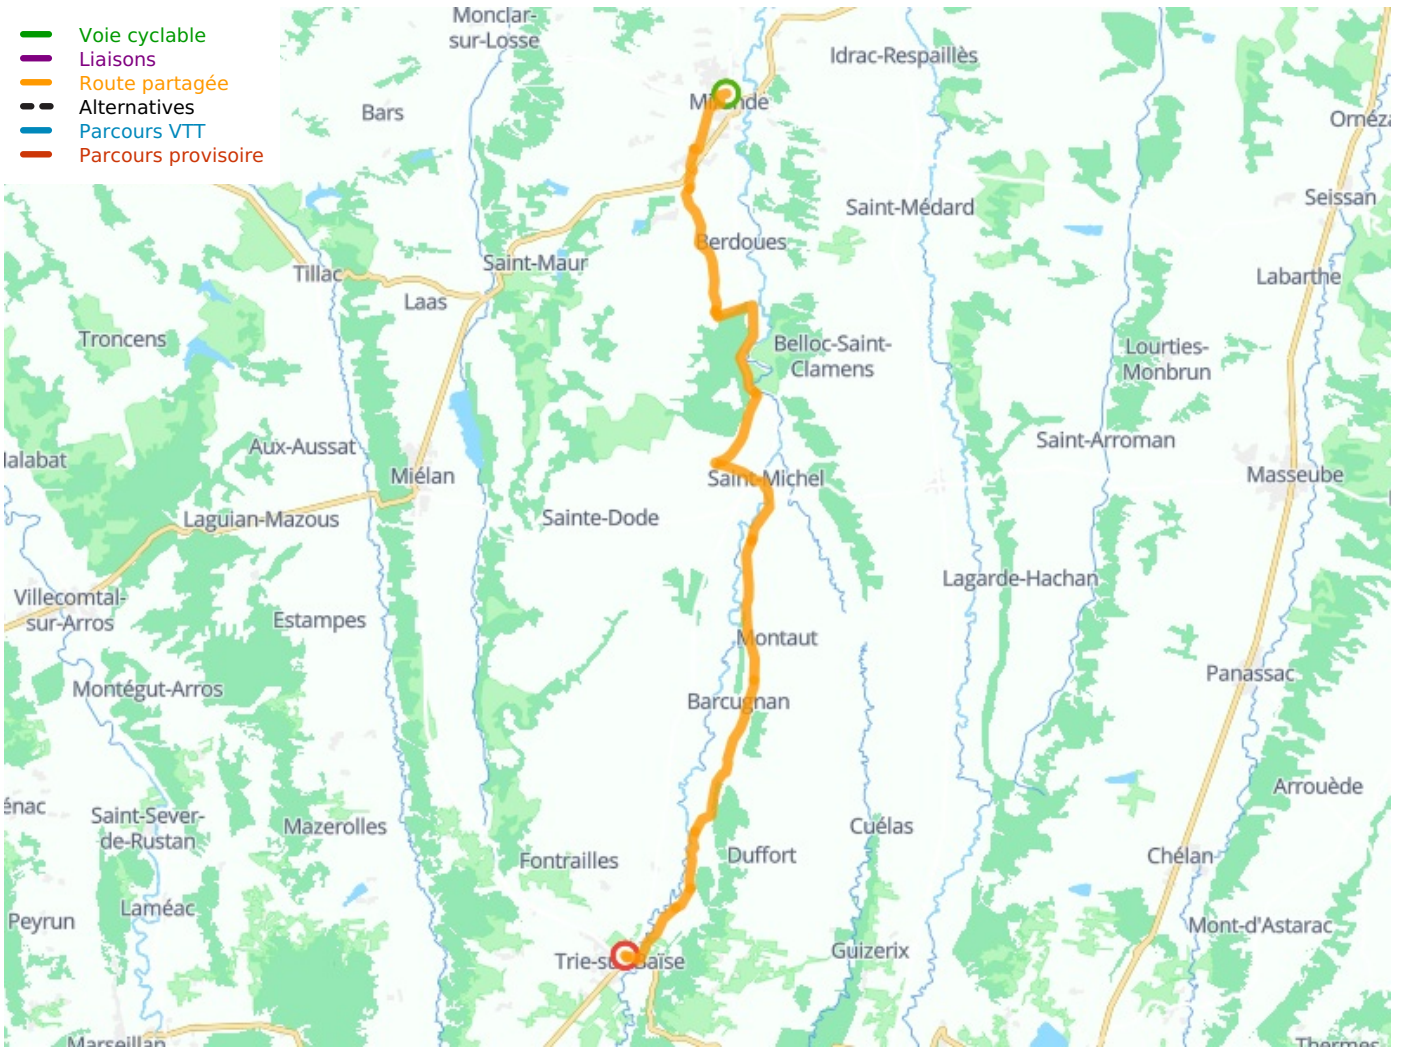 Voie cyclable
Liaisons
Route partagée
Alternatives
Parcours VTT
Parcours provisoire
Monclar-
sur-Losse
Idrac-Respaillès
Bars
Saint-Médard
Seissan
Berdoues
Saint-Maur
Tillac
Laas
Labarthe
Troncens
Belloc-Saint-
Clamens
Lourties-
Monbrun
Aux-Aussat
Saint-Arroman
Miélan
Saint-Michel
Masseube
Laguian-Mazous
Sainte-Dode
Lagarde-Hachan
Villecomtal-
sur-Arros
Estampes
Montaut
Panassac
Montégut-Arros
Barcugnan
Arrouède
Saint-Sever-
de-Rustan
Mazerolles
Cuélas
Fontrailles
Duffort
Chélan
Laméac
Peyrun
Mont-d'Astarac
Guizerix